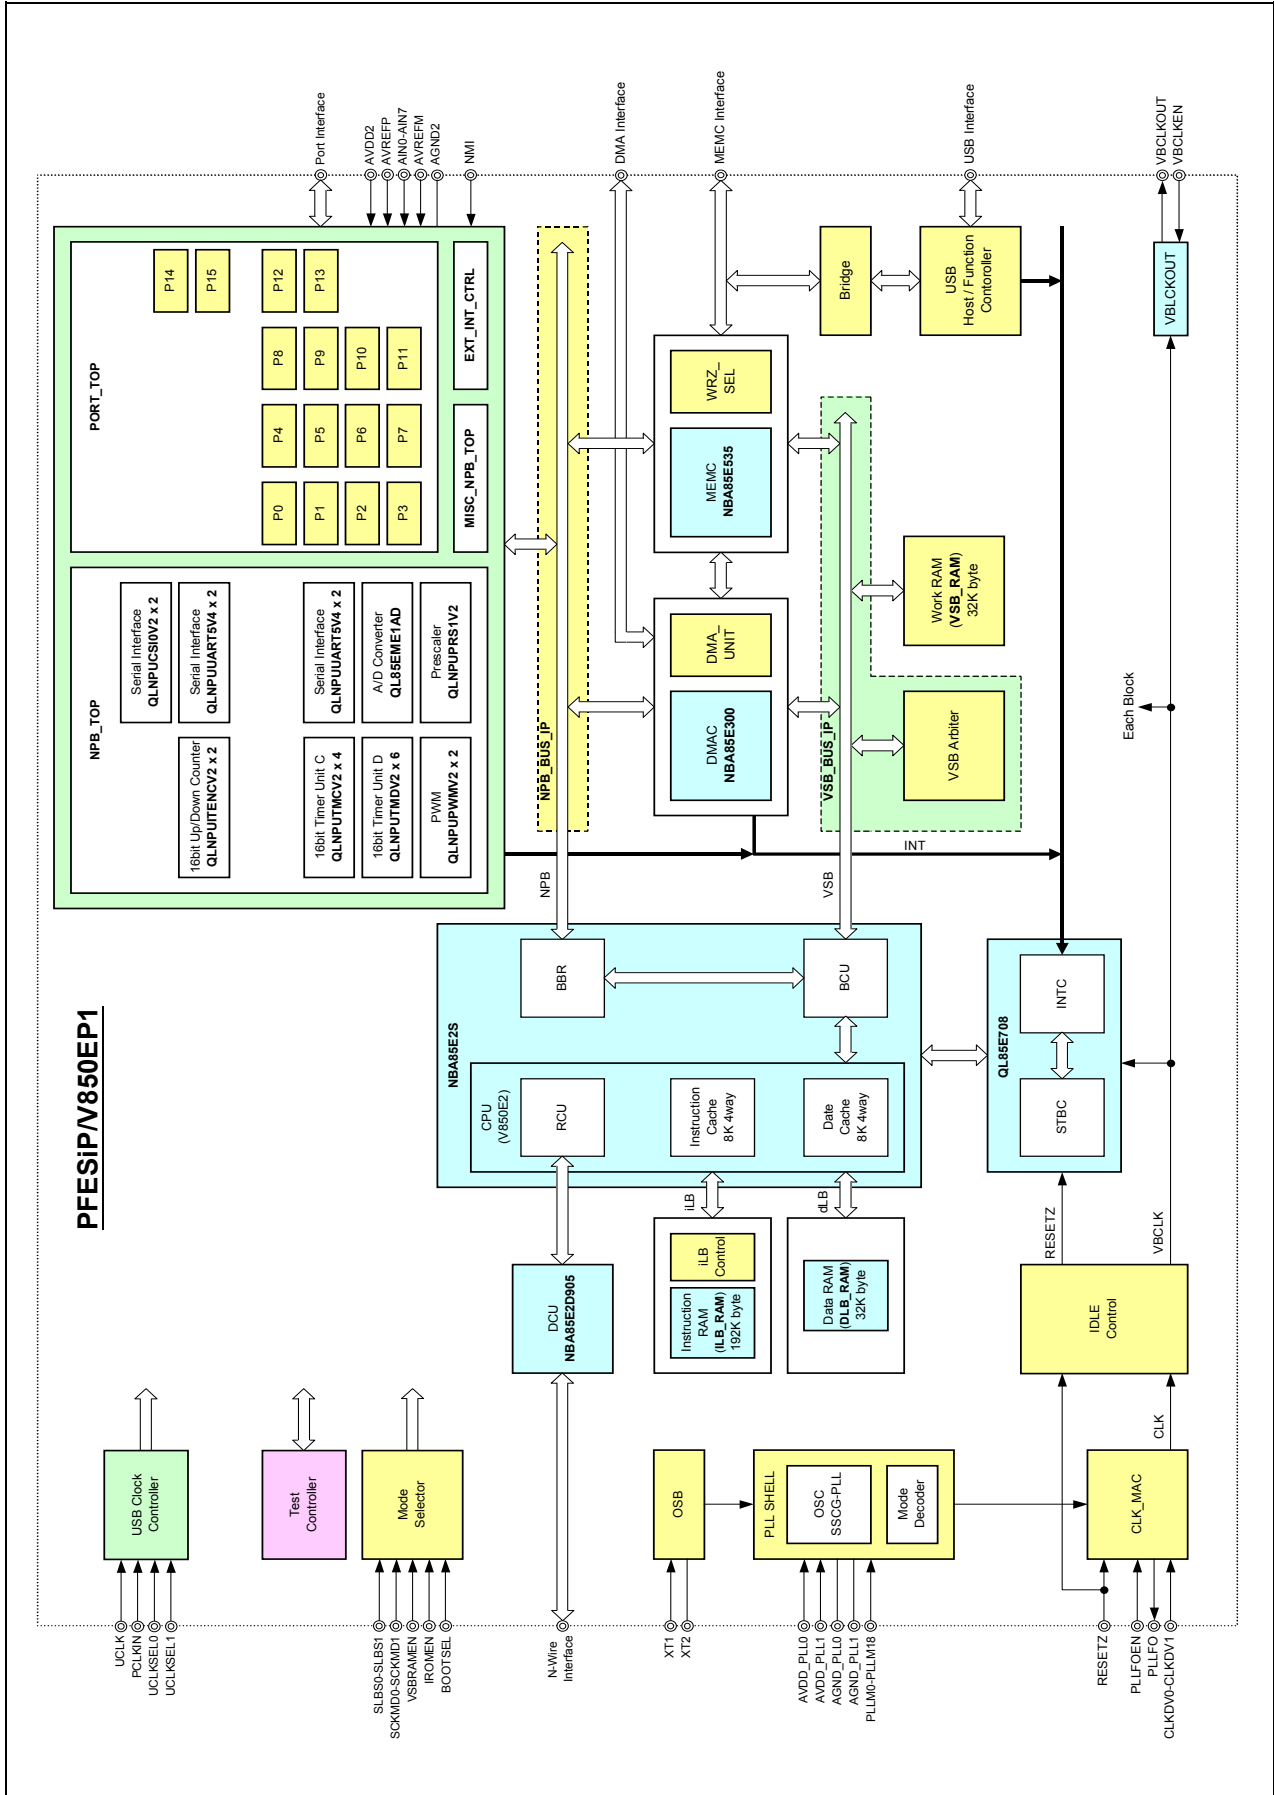 PFESiP/V850EP1
UCLK
PCLKIN
UCLKSEL0
UCLKSEL1
USB Clock
Controller
Test
Controller
SLBS0-SLBS1
SCKMD0-SCKMD1
VSBRAMEN
IROMEN
BOOTSEL
Mode
Selector
N-Wire
Interface
DCU
NBA85E2D905
XT1
XT2
OSB
AVDD_PLL0
AVDD_PLL1
AGND_PLL0
AGND_PLL1
PLLM0-PLLM18
PLL SHELL
OSC
SSCG-PLL
Mode
Decoder
RESETZ
PLLFOEN
PLLFO
CLKDV0-CLKDV1
CLK_MAC
CLK
IDLE
Control
RESETZ
VBCLK
iLB
Control
Instruction
RAM
(ILB_RAM)
192K byte
iLB
Data RAM
(DLB_RAM)
32K byte
dLB
NBA85E2S
CPU
(V850E2)
RCU
Instruction
Cache
8K 4way
Date
Cache
8K 4way
BBR
BCU
QL85E708
STBC
INTC
NPB
VSB
INT
NPB_TOP
16bit Up/Down Counter
QLNPUITENCV2 x 2
16bit Timer Unit C
QLNPUTMCV2 x 4
16bit Timer Unit D
QLNPUTMDV2 x 6
PWM
QLNPUPWMV2 x 2
Serial Interface
QLNPUCSI0V2 x 2
Serial Interface
QLNPUUART5V4 x 2
Serial Interface
QLNPUUART5V4 x 2
A/D Converter
QL85EME1AD
Prescaler
QLNPUPRS1V2
PORT_TOP
P0
P1
P2
P3
P4
P5
P6
P7
P8
P9
P10
P11
P14
P15
P12
P13
MISC_NPB_TOP
EXT_INT_CTRL
NPB_BUS_IP
DMAC
NBA85E300
DMA_
UNIT
MEMC
NBA85E535
WRZ_
SEL
VSB_BUS_IP
VSB Arbiter
Work RAM
(VSB_RAM)
32K byte
Bridge
USB
Host / Function
Contoroller
Each Block
VBLCKOUT
Port Interface
AVDD2
AVREFP
AIN0-AIN7
AVREFM
AGND2
NMI
DMA Interface
MEMC Interface
USB Interface
VBCLKOUT
VBCLKEN